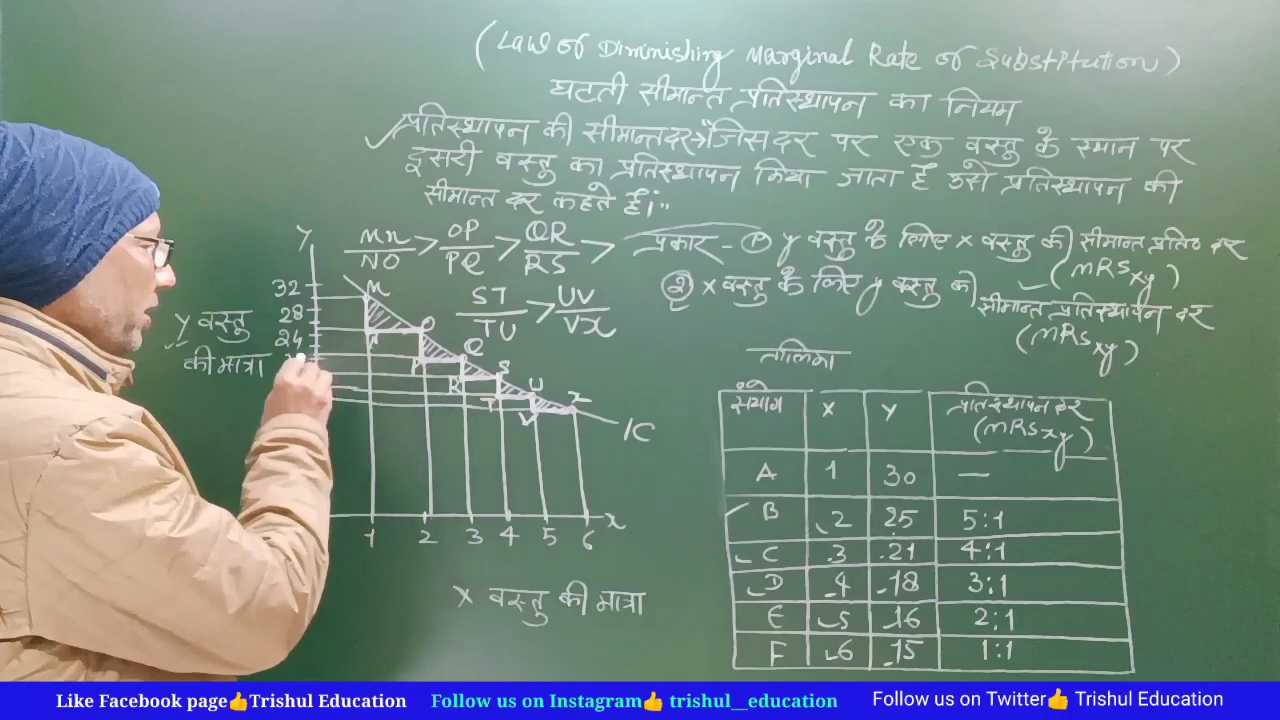 (Law of Diminishing Marginal Rate of Substitution)
घटती सीमान्त प्रतिस्थापन का नियम
प्रतिस्थापन की सीमान्त दर→"जिस दर पर एक वस्तु के स्थान पर
दूसरी वस्तु का प्रतिस्थापन किया जाता है उसे प्रतिस्थापन की
सीमान्त दर कहते हैं।"
MN/NO > OP/PQ > QR/RS >
ST/TU > UV/VX
प्रकार - ① y वस्तु के लिए x वस्तु की सीमान्त प्रति० दर
(MRSxy)
② x वस्तु के लिए y वस्तु की सीमान्त प्रतिस्थापन दर
(MRSxy)
Y
32
28
24
y वस्तु
की मात्रा
M
N
O
P
Q
R
S
T
U
V
X
IC
1 2 3 4 5 6 x
x वस्तु की मात्रा
तालिका
संयोग X Y प्रतिस्थापन दर (MRSxy)
A 1 30 —
B 2 25 5:1
C 3 21 4:1
D 4 18 3:1
E 5 16 2:1
F 6 15 1:1
Like Facebook page👍Trishul Education Follow us on Instagram👍 trishul__education Follow us on Twitter👍 Trishul Education